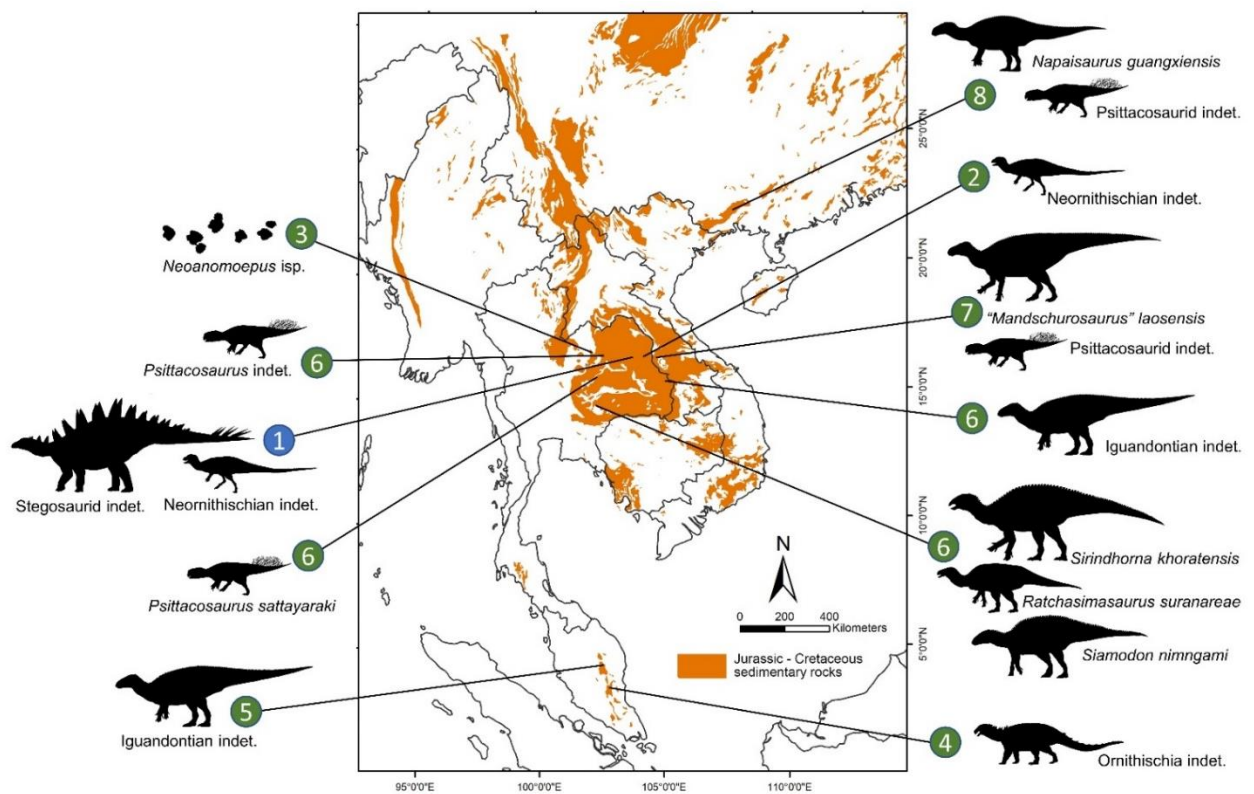 Napaisaurus guangxiensis
8
Psittacosaurid indet.
2
Neornithischian indet.
3
Neoanomoepus isp.
7
"Mandschurosaurus" laosensis
Psittacosaurid indet.
6
Psittacosaurus indet.
6
Iguandontian indet.
1
Stegosaurid indet.
Neornithischian indet.
6
Psittacosaurus sattayaraki
6
Sirindhorna khoratensis
Ratchasimasaurus suranareae
Siamodon nimngami
5
Iguandontian indet.
4
Ornithischia indet.
N
0 200 400
Kilometers
Jurassic - Cretaceous
sedimentary rocks
25°0'0"N
20°0'0"N
15°0'0"N
10°0'0"N
5°0'0"N
95°0'0"E 100°0'0"E 105°0'0"E 110°0'0"E